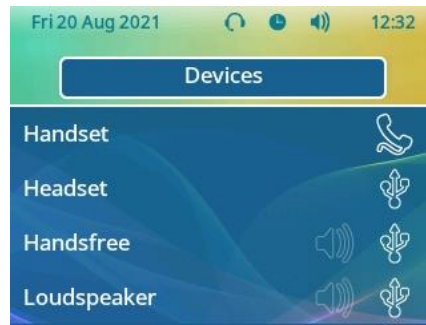 Fri 20 Aug 2021 12:32
Devices
Handset
Headset
Handsfree
Loudspeaker